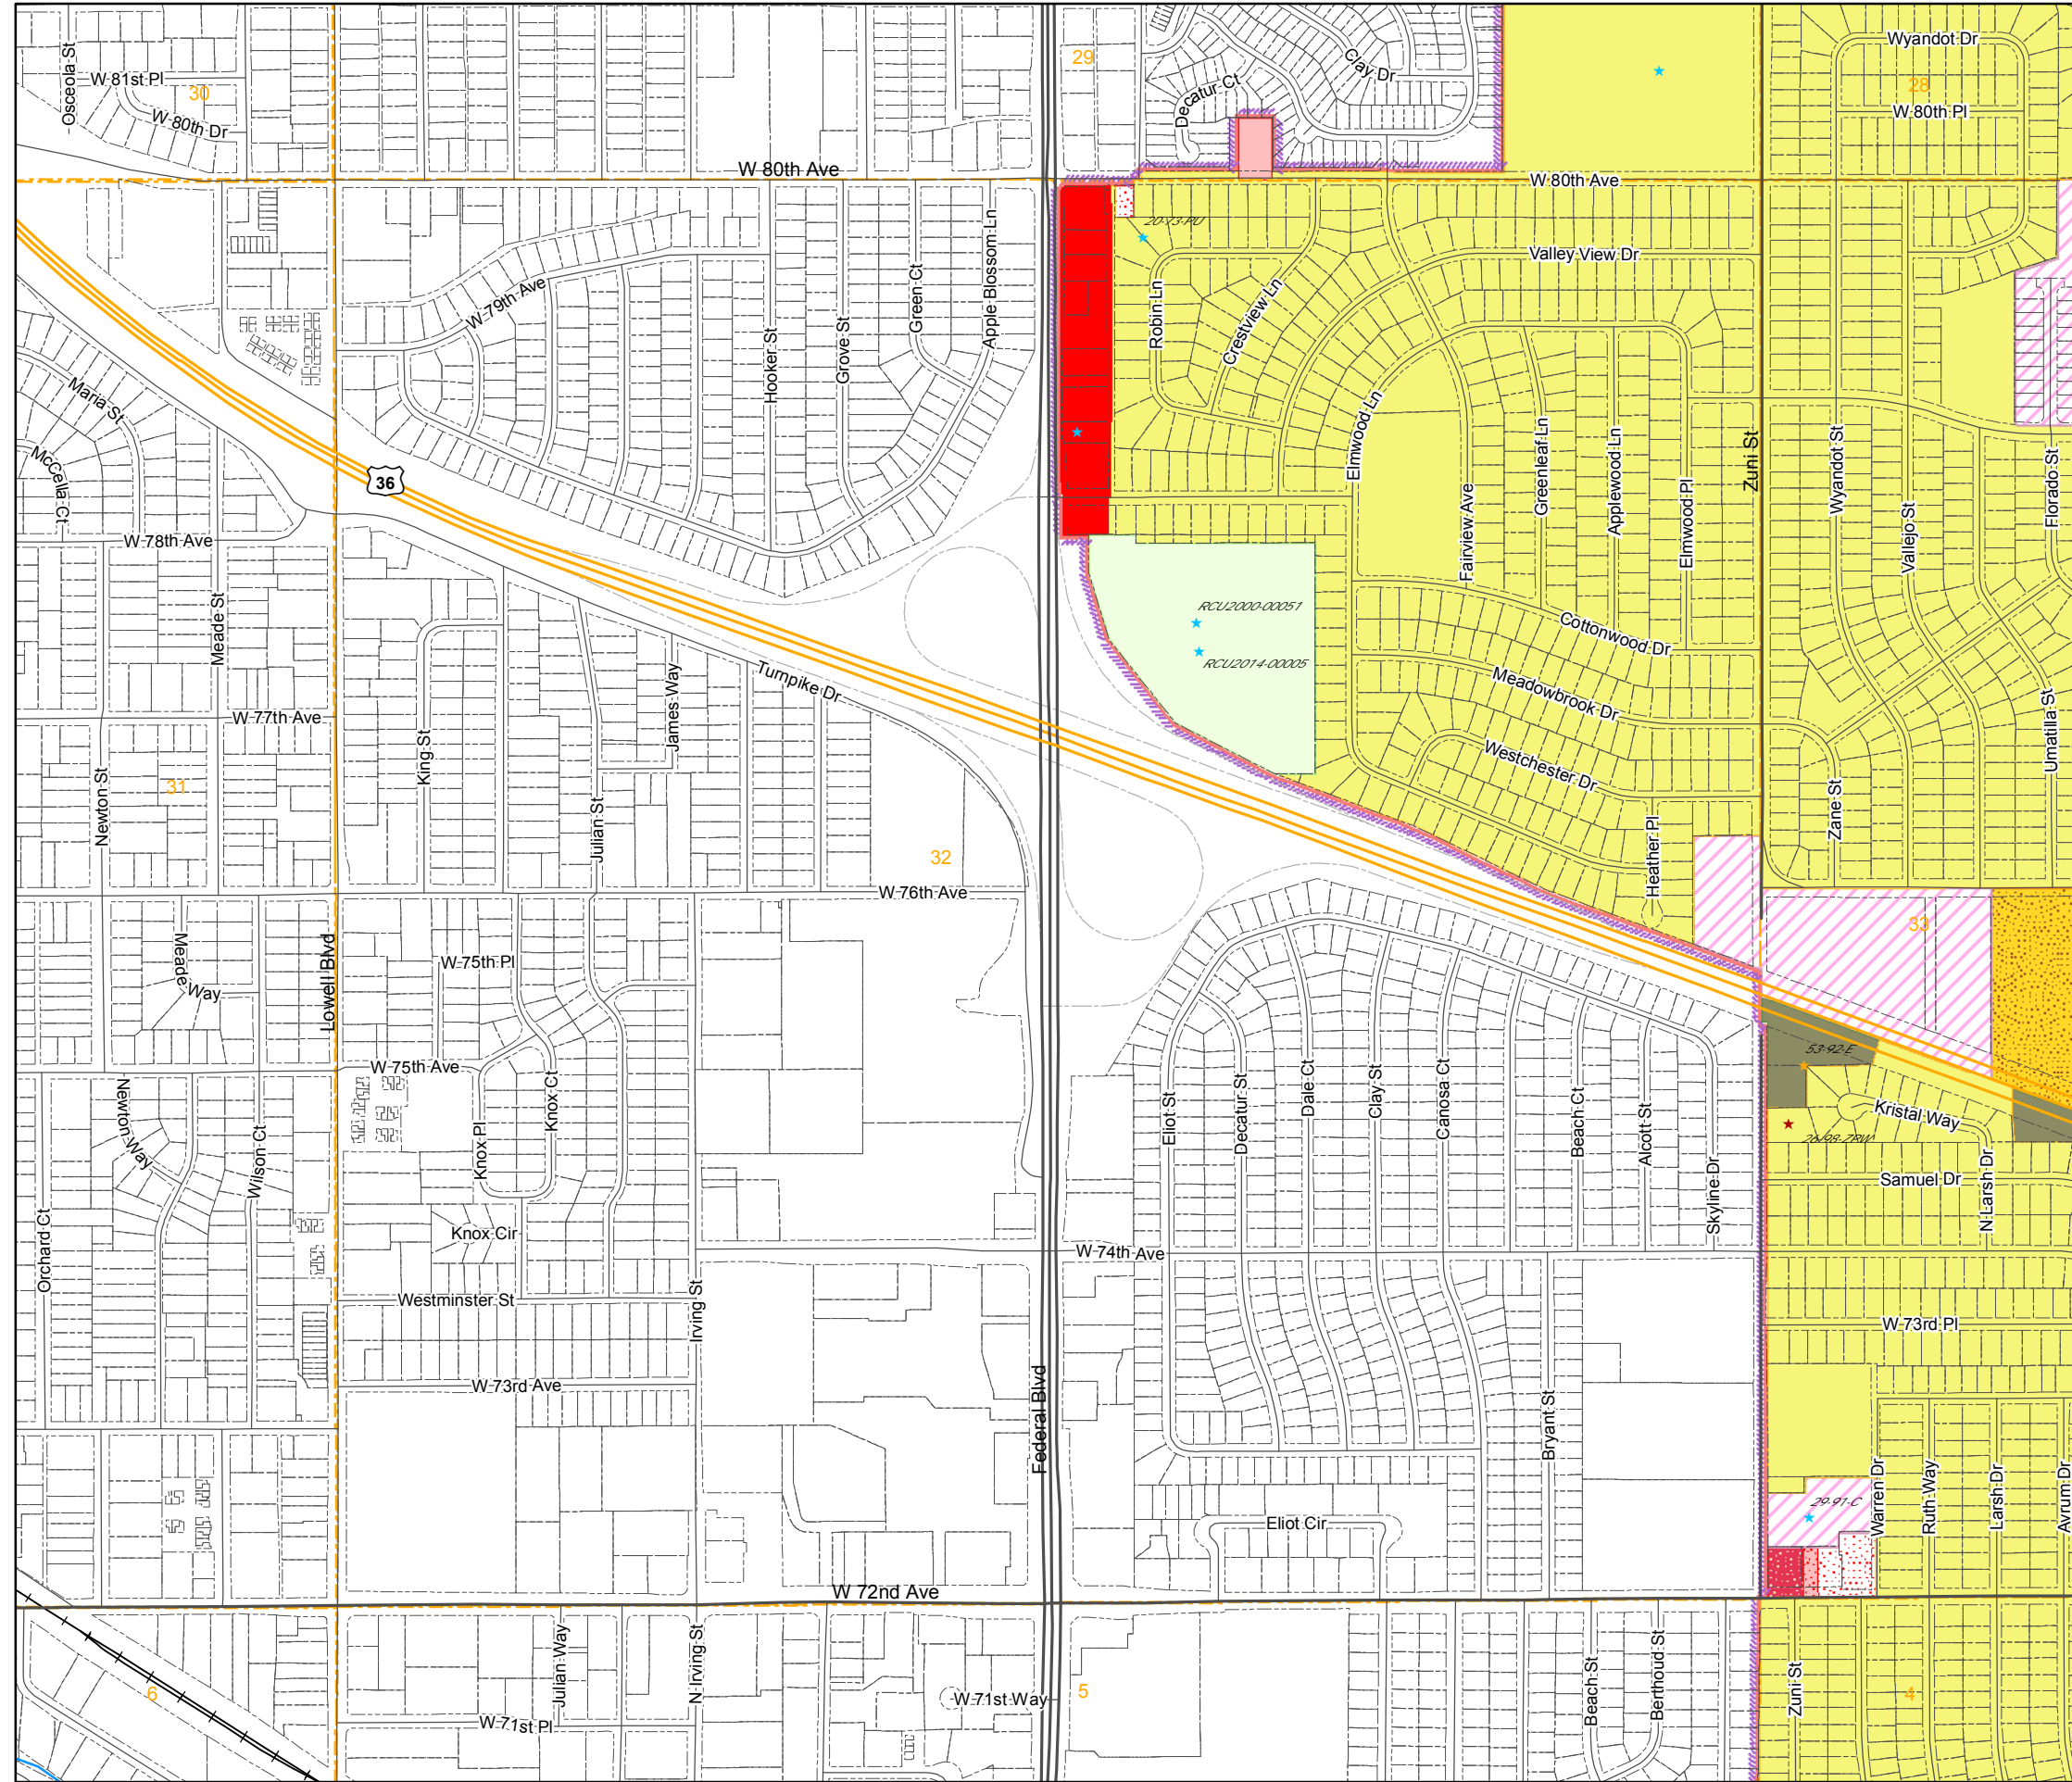 Osceola St
W 81st Pl
30
W 80th Dr
29
Clay Dr
Decatur Ct
Wyandot Dr
28
W 80th Pl
W 80th Ave
W 80th Ave
20-73-PU
Valley View Dr
W 79th Ave
Hooker St
Grove St
Green Ct
Apple Blossom Ln
Robin Ln
Crestview Ln
Elmwood Ln
Fairview Ave
Greenleaf Ln
Applewood Ln
Elmwood Pl
Zuni St
Wyandot St
Vallejo St
Florado St
Maria St
McCella Ct
36
W 78th Ave
Meade St
RCU2000-00051
RCU2014-00005
Cottonwood Dr
Meadowbrook Dr
Westchester Dr
Turnpike Dr
James Way
W 77th Ave
King St
Julian St
Newton St
31
32
Heather Pl
Zane St
Umatilla St
W 76th Ave
33
Meade Way
Lowell Blvd
W 75th Pl
W 75th Ave
Newton Way
Wilson Ct
Orchard Ct
Knox Pl
Knox Ct
Knox Cir
Eliot St
Decatur St
Dale Ct
Clay St
Canosa Ct
Beach Ct
Alcott St
Skyline Dr
53-92-E
Kristal Way
26-98-ZRW
Samuel Dr
N Larsh Dr
W 74th Ave
Westminster St
Irving St
W 73rd Pl
W 73rd Ave
Federal Blvd
Bryant St
29-91-C
Warren Dr
Ruth Way
Larsh Dr
Avrum Dr
Eliot Cir
W 72nd Ave
6
Julian Way
N Irving St
W 71st Way
5
W 71st Pl
Beach St
Berthoud St
Zuni St
4